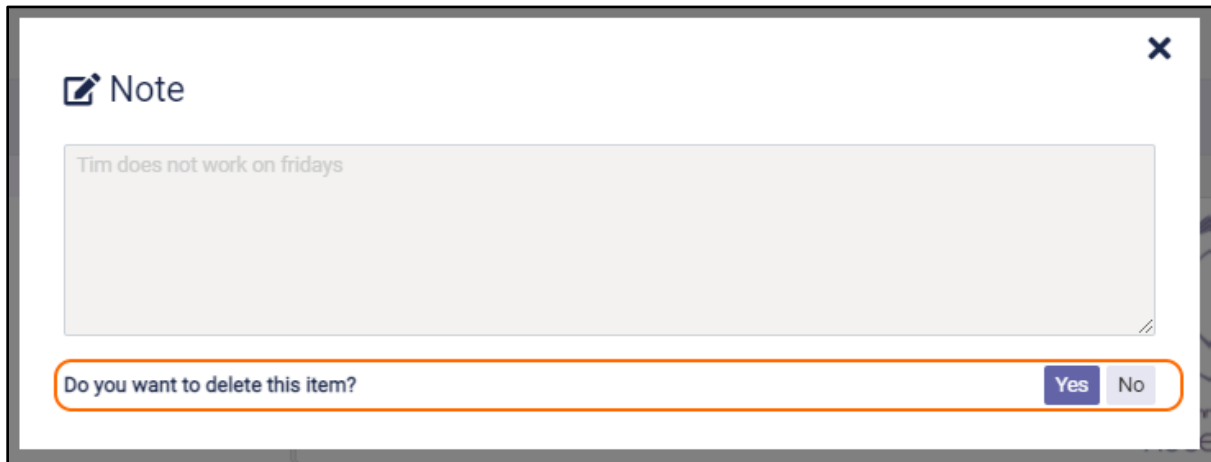 Note
Tim does not work on fridays
Do you want to delete this item?
Yes No